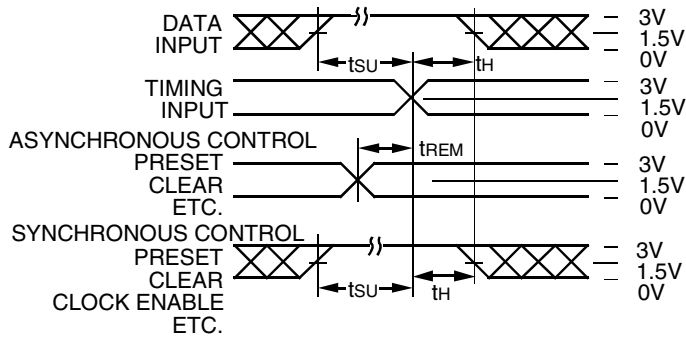 DATA
INPUT
tSU
tH
3V
1.5V
0V
TIMING
INPUT
3V
1.5V
0V
ASYNCHRONOUS CONTROL
PRESET
CLEAR
ETC.
tREM
3V
1.5V
0V
SYNCHRONOUS CONTROL
PRESET
CLEAR
CLOCK ENABLE
ETC.
tSU
tH
3V
1.5V
0V